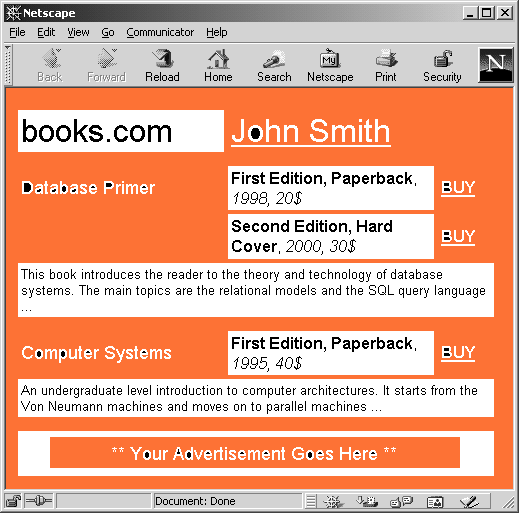 Netscape
File Edit View Go Communicator Help
Back Forward Reload Home Search Netscape Print Security N
My
books.com John Smith
Database Primer
First Edition, Paperback,
1998, 20$
BUY
Second Edition, Hard
Cover, 2000, 30$
BUY
This book introduces the reader to the theory and technology of database
systems. The main topics are the relational models and the SQL query language
...
Computer Systems
First Edition, Paperback,
1995, 40$
BUY
An undergraduate level introduction to computer architectures. It starts from the
Von Neumann machines and moves on to parallel machines ...
** Your Advertisement Goes Here **
Document: Done